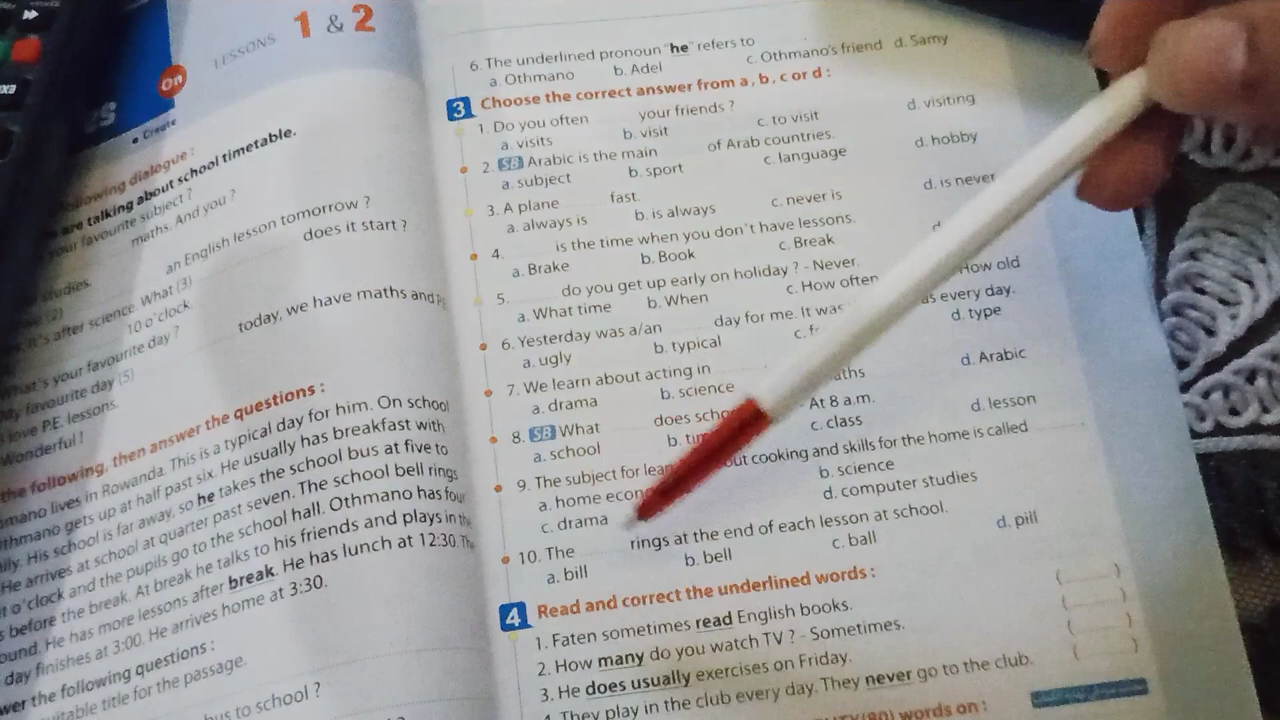 LESSONS 1 & 2
On
• Create
following dialogue :
are talking about school timetable.
your favourite subject ?
maths. And you ?
studies.
an English lesson tomorrow ?
(2)
It's after science. What (3) does it start ?
10 o'clock.
What's your favourite day ?
My favourite day (5) today, we have maths and
love P.E. lessons.
Wonderful !
the following, then answer the questions :
lives in Rowanda. This is a typical day for him. On school
gets up at half past six. He usually has breakfast with
His school is far away, so he takes the school bus at five to
He arrives at school at quarter past seven. The school bell rings
o'clock and the pupils go to the school hall. Othmano has four
before the break. At break he talks to his friends and plays in the
He has more lessons after break. He has lunch at 12:30. The
day finishes at 3:00. He arrives home at 3:30.
the following questions :
title for the passage.
bus to school ?
6. The underlined pronoun "he" refers to
a. Othmano b. Adel c. Othmano's friend d. Samy
3 Choose the correct answer from a, b, c or d :
1. Do you often your friends ?
a. visits b. visit c. to visit d. visiting
2. SB Arabic is the main of Arab countries.
a. subject b. sport c. language d. hobby
3. A plane fast.
a. always is b. is always c. never is d. is never
4. is the time when you don't have lessons.
a. Brake b. Book c. Break d.
5. do you get up early on holiday ? - Never.
a. What time b. When c. How often How old
6. Yesterday was a/an day for me. It was as every day.
a. ugly b. typical c. d. type
7. We learn about acting in
a. drama b. science d. Arabic
8. SB What does - At 8 a.m.
a. school b. c. class d. lesson
9. The subject for cooking and skills for the home is called
a. home b. science
c. drama d. computer studies
10. The rings at the end of each lesson at school.
a. bill b. bell c. ball d. pill
4 Read and correct the underlined words :
1. Faten sometimes read English books. ( )
2. How many do you watch TV ? - Sometimes. ( )
3. He does usually exercises on Friday. ( )
4. They play in the club every day. They never go to the club. ( )
(80) words on :